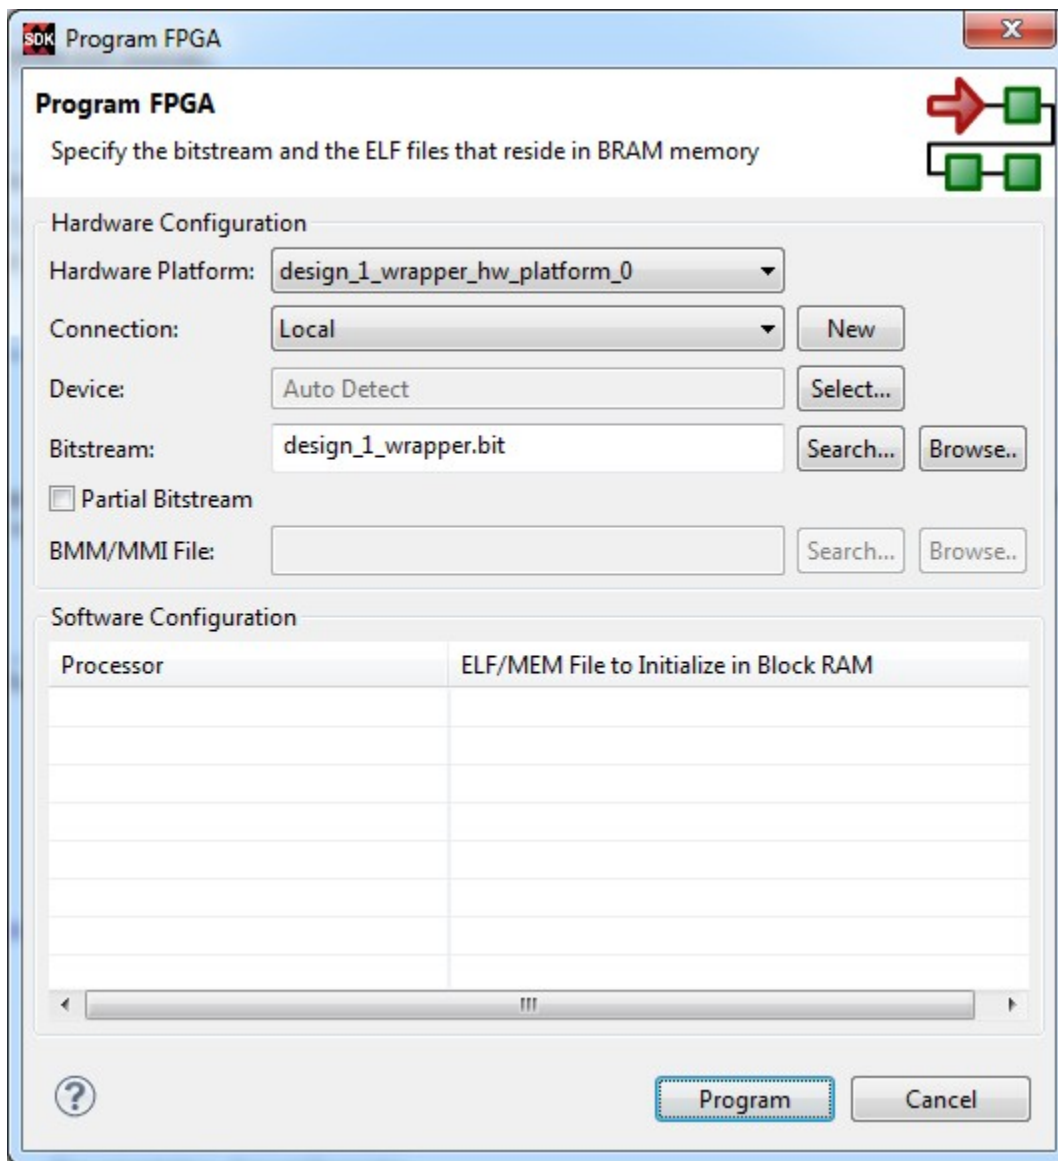 SDK Program FPGA
Program FPGA
Specify the bitstream and the ELF files that reside in BRAM memory
Hardware Configuration
Hardware Platform: design_1_wrapper_hw_platform_0
Connection: Local New
Device: Auto Detect Select...
Bitstream: design_1_wrapper.bit Search... Browse..
Partial Bitstream
BMM/MMI File: Search... Browse..
Software Configuration
Processor ELF/MEM File to Initialize in Block RAM
? Program Cancel